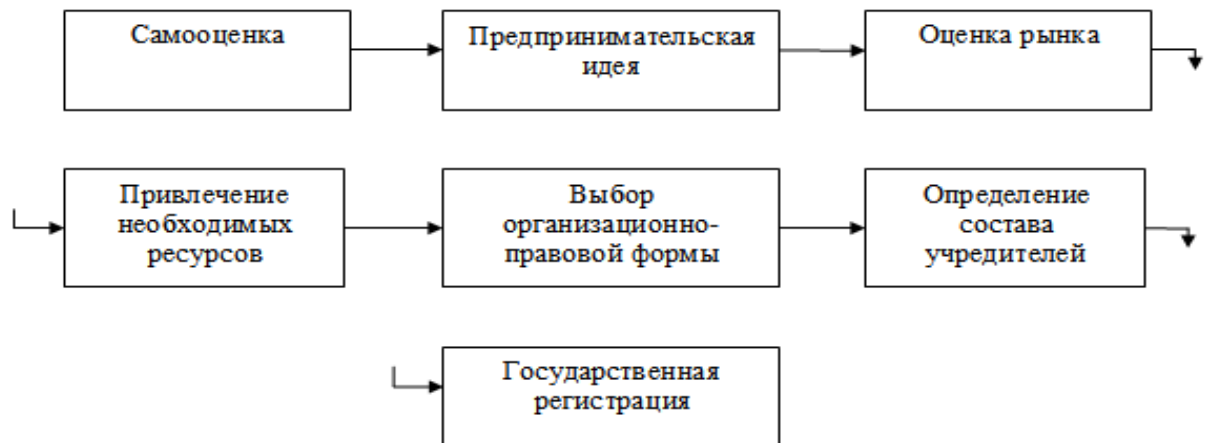 Самооценка
Предпринимательская
идея
Оценка рынка
Привлечение
необходимых
ресурсов
Выбор
организационно-
правовой формы
Определение
состава
учредителей
Государственная
регистрация